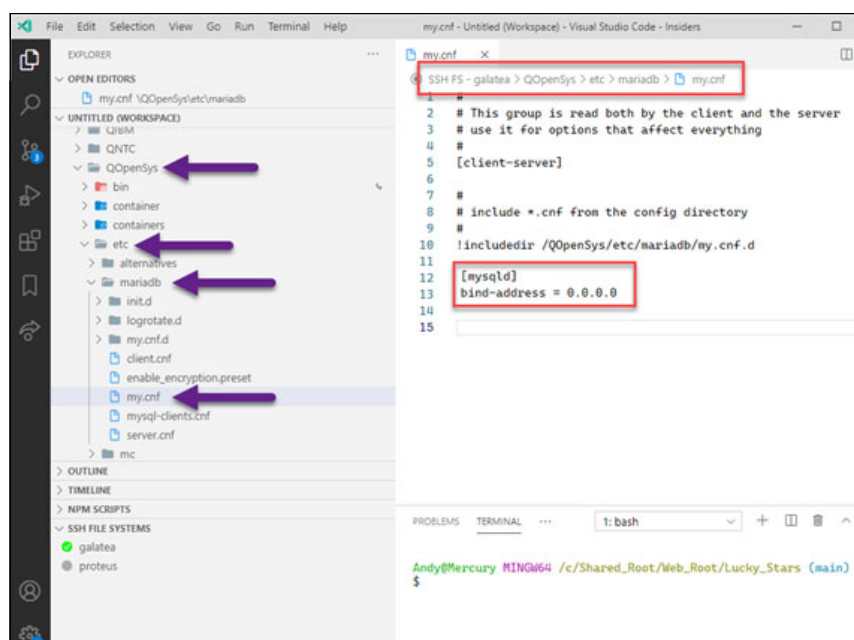 File Edit Selection View Go Run Terminal Help
my.cnf - Untitled (Workspace) - Visual Studio Code - Insiders
EXPLORER
OPEN EDITORS
my.cnf \QOpenSys\etc\mariadb
UNTITLED (WORKSPACE)
QIBM
QNTC
QOpenSys
bin
container
containers
etc
alternatives
mariadb
init.d
logrotate.d
my.cnf.d
client.cnf
enable_encryption.preset
my.cnf
mysql-clients.cnf
server.cnf
mc
OUTLINE
TIMELINE
NPM SCRIPTS
SSH FILE SYSTEMS
galatea
proteus
my.cnf
SSH FS - galatea > QOpenSys > etc > mariadb > my.cnf
1 #
2 # This group is read both by the client and the server
3 # use it for options that affect everything
4 #
5 [client-server]
6
7 #
8 # include *.cnf from the config directory
9 #
10 !includedir /QOpenSys/etc/mariadb/my.cnf.d
11
12 [mysqld]
13 bind-address = 0.0.0.0
14
15
PROBLEMS TERMINAL ··· 1: bash
Andy@Mercury MINGW64 /c/Shared_Root/Web_Root/Lucky_Stars (main)
$